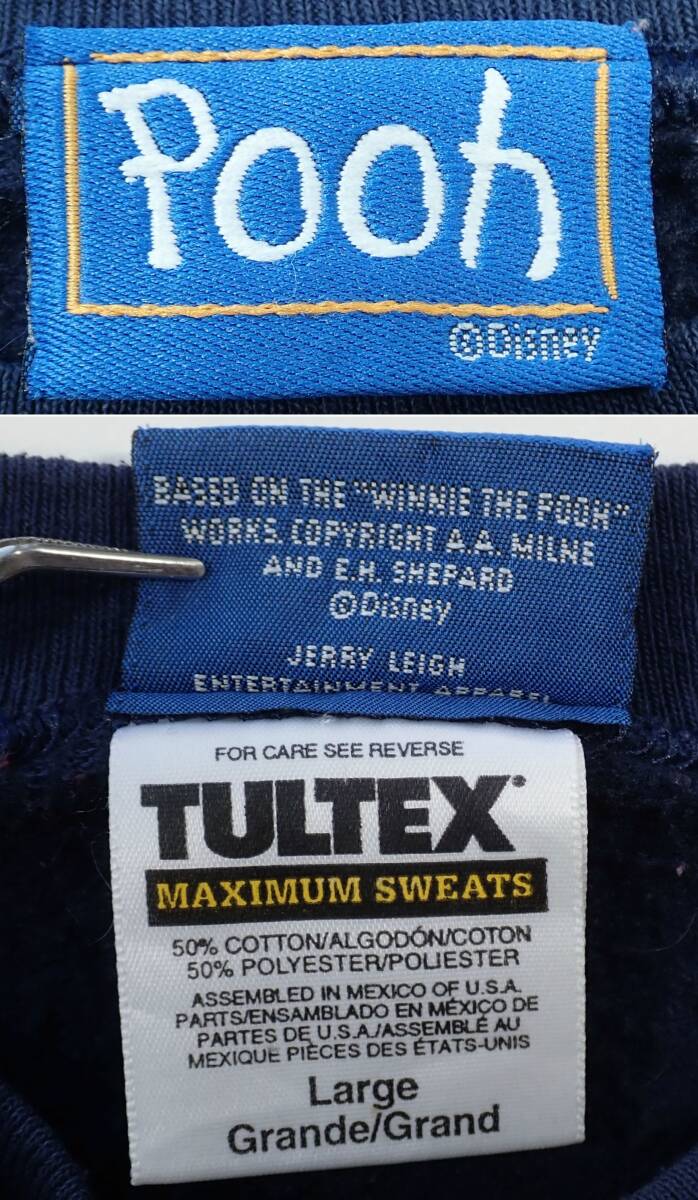 Pooh
©Disney
BASED ON THE "WINNIE THE POOH"
WORKS. COPYRIGHT A.A. MILNE
AND E.H. SHEPARD
©Disney
JERRY LEIGH
ENTERTAINMENT APPAREL
FOR CARE SEE REVERSE
TULTEX
MAXIMUM SWEATS
50% COTTON/ALGODÓN/COTON
50% POLYESTER/POLIESTER
ASSEMBLED IN MEXICO OF U.S.A.
PARTS/ENSAMBLADO EN MÉXICO DE
PARTES DE U.S.A./ASSEMBLÉ AU
MEXIQUE PIÈCES DES ÉTATS-UNIS
Large
Grande/Grand